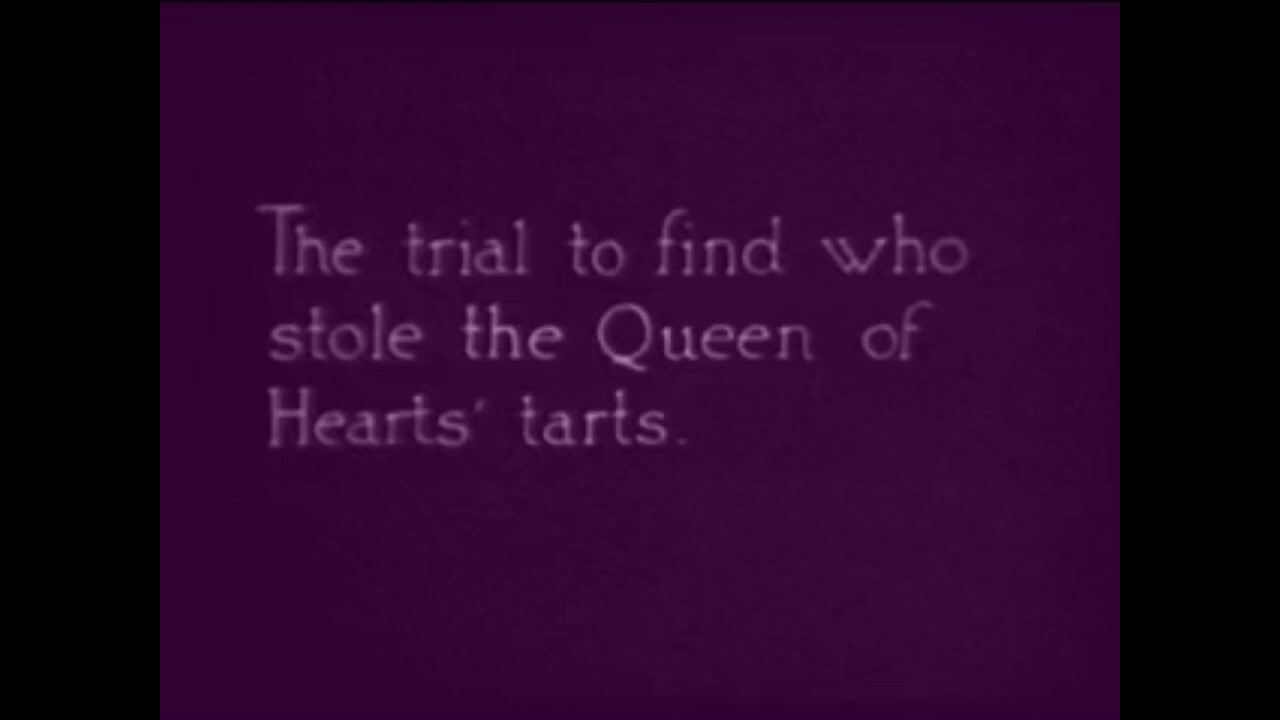 The trial to find who
stole the Queen of
Hearts' tarts.